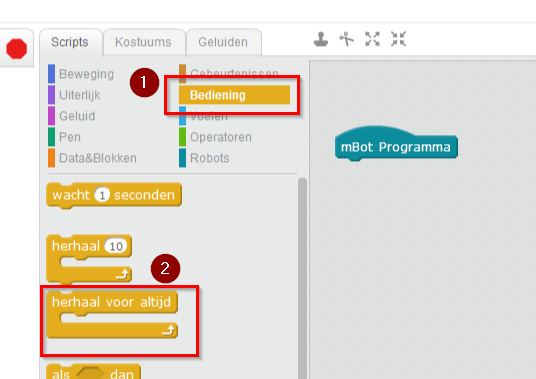 Scripts Kostuums Geluiden
Beweging Gebeurtenissen
1
Uiterlijk Bediening
Geluid Voelen
Pen Operatoren
Data&Blokken Robots
mBot Programma
wacht 1 seconden
herhaal 10
2
herhaal voor altijd
als dan